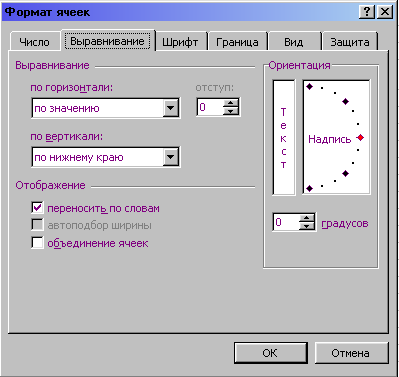 Формат ячеек
Число Выравнивание Шрифт Граница Вид Защита
Выравнивание
по горизонтали: отступ:
по значению 0
по вертикали:
по нижнему краю
Отображение
переносить по словам
автоподбор ширины
объединение ячеек
Ориентация
Текст
Надпись
0 градусов
ОК Отмена